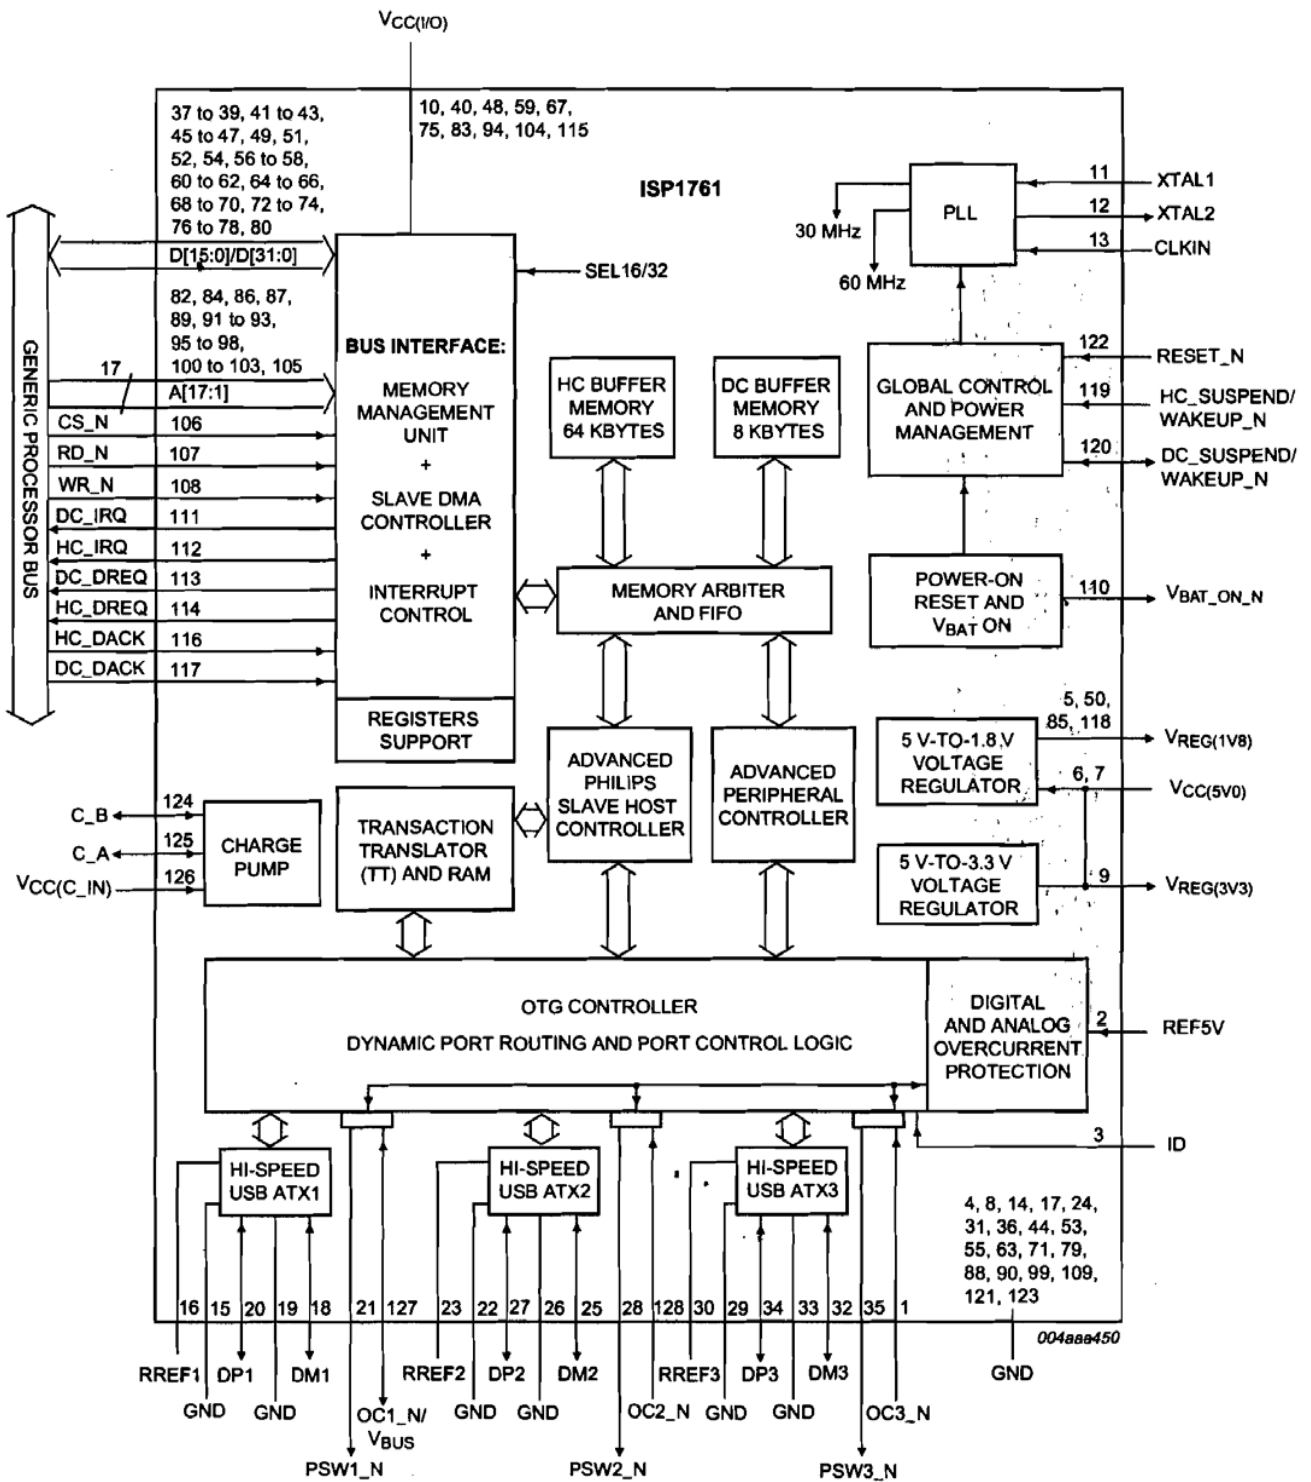 VCC(I/O)
37 to 39, 41 to 43,
45 to 47, 49, 51,
52, 54, 56 to 58,
60 to 62, 64 to 66,
68 to 70, 72 to 74,
76 to 78, 80
D[15:0]/D[31:0]
10, 40, 48, 59, 67,
75, 83, 94, 104, 115
ISP1761
SEL16/32
82, 84, 86, 87,
89, 91 to 93,
95 to 98,
100 to 103, 105
17
A[17:1]
GENERIC PROCESSOR BUS
CS_N 106
RD_N 107
WR_N 108
DC_IRQ 111
HC_IRQ 112
DC_DREQ 113
HC_DREQ 114
HC_DACK 116
DC_DACK 117
BUS INTERFACE:
MEMORY
MANAGEMENT
UNIT
+
SLAVE DMA
CONTROLLER
+
INTERRUPT
CONTROL
REGISTERS
SUPPORT
PLL
30 MHz
60 MHz
11 XTAL1
12 XTAL2
13 CLKIN
HC BUFFER
MEMORY
64 KBYTES
DC BUFFER
MEMORY
8 KBYTES
GLOBAL CONTROL
AND POWER
MANAGEMENT
122 RESET_N
119 HC_SUSPEND/
WAKEUP_N
120 DC_SUSPEND/
WAKEUP_N
MEMORY ARBITER
AND FIFO
POWER-ON
RESET AND
VBAT ON
110 VBAT_ON_N
ADVANCED
PHILIPS
SLAVE HOST
CONTROLLER
ADVANCED
PERIPHERAL
CONTROLLER
5 V-TO-1.8 V
VOLTAGE
REGULATOR
5, 50,
85, 118 VREG(1V8)
6, 7 VCC(5V0)
5 V-TO-3.3 V
VOLTAGE
REGULATOR
9 VREG(3V3)
C_B 124
C_A 125
VCC(C_IN) 126
CHARGE
PUMP
TRANSACTION
TRANSLATOR
(TT) AND RAM
OTG CONTROLLER
DYNAMIC PORT ROUTING AND PORT CONTROL LOGIC
DIGITAL
AND ANALOG
OVERCURRENT
PROTECTION
2 REF5V
3 ID
HI-SPEED
USB ATX1
HI-SPEED
USB ATX2
HI-SPEED
USB ATX3
4, 8, 14, 17, 24,
31, 36, 44, 53,
55, 63, 71, 79,
88, 90, 99, 109,
121, 123
16 15 20 19 18 21 127 23 22 27 26 25 28 128 30 29 34 33 32 35 1
004aaa450
RREF1 DP1 DM1 RREF2 DP2 DM2 RREF3 DP3 DM3 GND
GND GND OC1_N/ GND GND OC2_N GND GND OC3_N
VBUS
PSW1_N PSW2_N PSW3_N